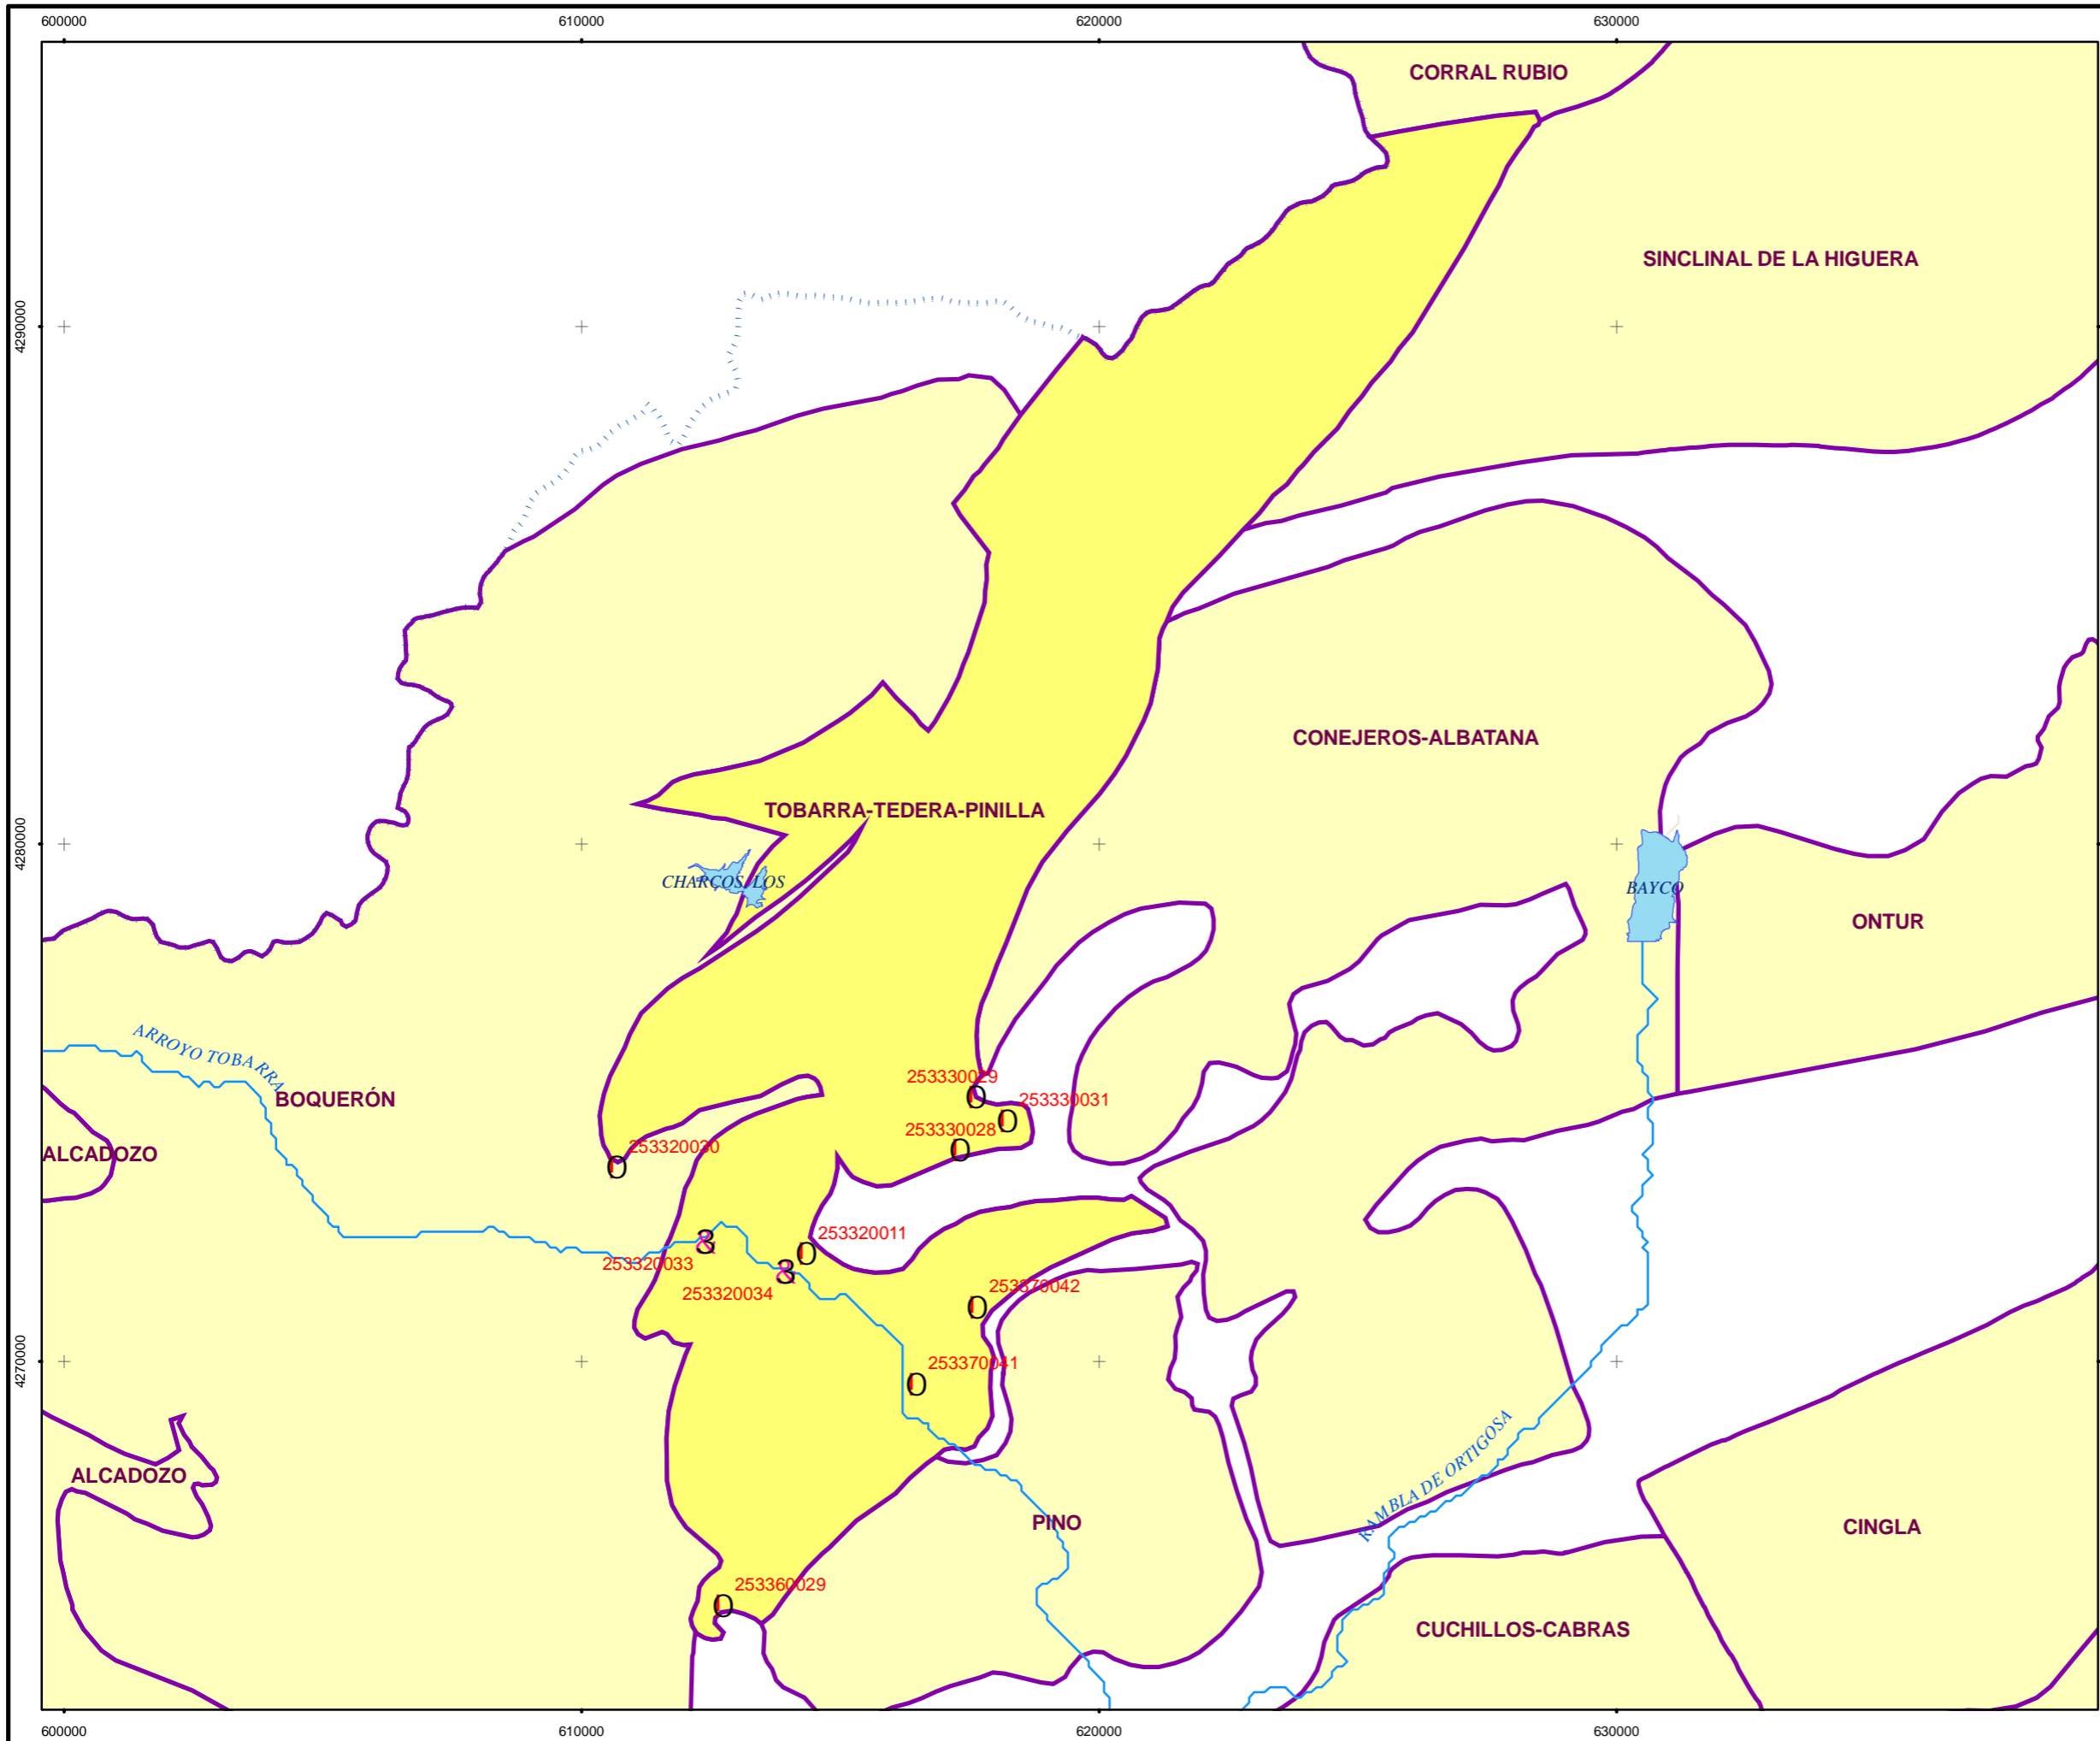 600000
610000
620000
630000
CORRAL RUBIO
SINCLINAL DE LA HIGUERA
4290000
CONEJEROS-ALBATANA
TOBARRA-TEDERA-PINILLA
4280000
CHARCOS, LOS
BAYCO
ONTUR
ARROYO TOBARRA
BOQUERÓN
253330029
253330031
253330028
253320030
ALCADOZO
253320011
253320033
253320034
253370042
253370041
4270000
RAMBLA DE ORTIGOSA
ALCADOZO
PINO
CINGLA
253360029
CUCHILLOS-CABRAS
600000
610000
620000
630000